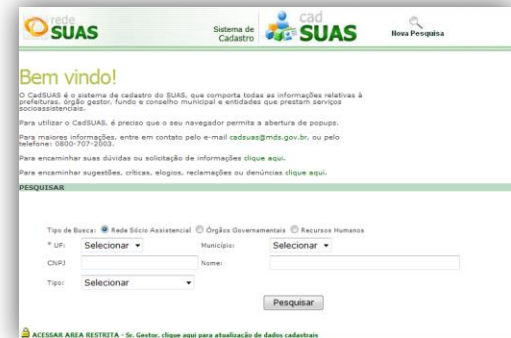 rede
SUAS
Sistema de
Cadastro
cad
SUAS
Nova Pesquisa
Bem vindo!
O CadSUAS é o sistema de cadastro do SUAS, que comporta todas as informações relativas à
prefeituras, órgão gestor, fundo e conselho municipal e entidades que prestam serviços
socioassistenciais.
Para utilizar o CadSUAS, é preciso que o seu navegador permita a abertura de popups.
Para maiores informações, entre em contato pelo e-mail cadsuas@mds.gov.br, ou pelo
telefone: 0800-707-2003.
Para encaminhar suas dúvidas ou solicitação de informações clique aqui.
Para encaminhar sugestões, críticas, elogios, reclamações ou denúncias clique aqui.
PESQUISAR
Tipo de Busca: Rede Sócio Assistencial Órgãos Governamentais Recursos Humanos
* UF: Selecionar Município: Selecionar
CNPJ Nome:
Tipo: Selecionar
Pesquisar
ACESSAR AREA RESTRITA - Sr. Gestor, clique aqui para atualização de dados cadastrais